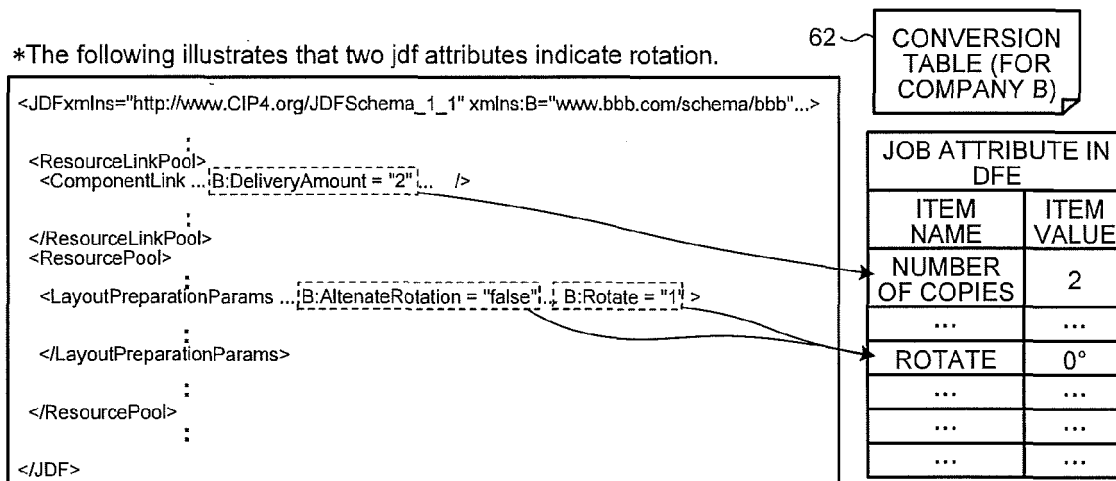 *The following illustrates that two jdf attributes indicate rotation.
62
CONVERSION
TABLE (FOR
COMPANY B)
<JDFxmlns="http://www.CIP4.org/JDFSchema_1_1" xmlns:B="www.bbb.com/schema/bbb"...>
:
<ResourceLinkPool>
<ComponentLink ... B:DeliveryAmount = "2" ... />
:
</ResourceLinkPool>
<ResourcePool>
:
<LayoutPreparationParams ... B:AltenateRotation = "false"... B:Rotate = "1" >
:
</LayoutPreparationParams>
:
</ResourcePool>
:
</JDF>
JOB ATTRIBUTE IN
DFE
ITEM NAME ITEM VALUE
NUMBER OF COPIES 2
... ...
ROTATE 0°
... ...
... ...
... ...